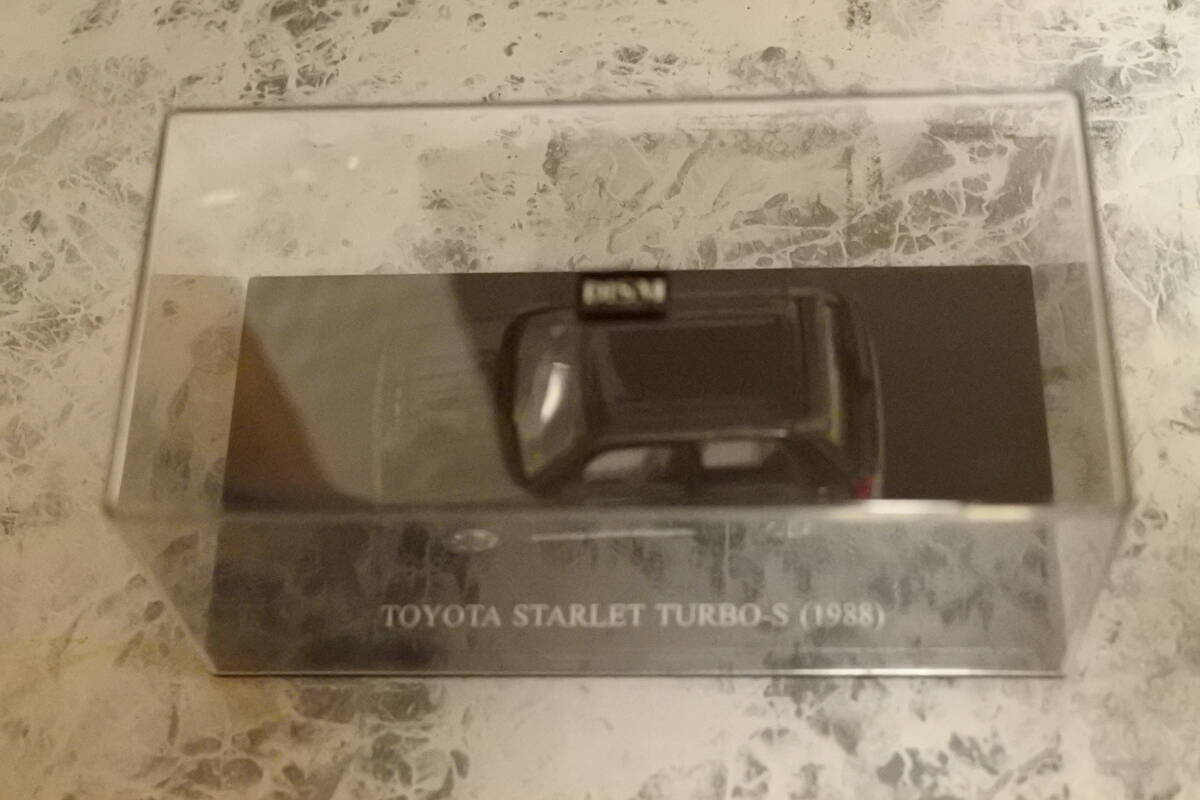 DISM
TOYOTA STARLET TURBO-S (1988)